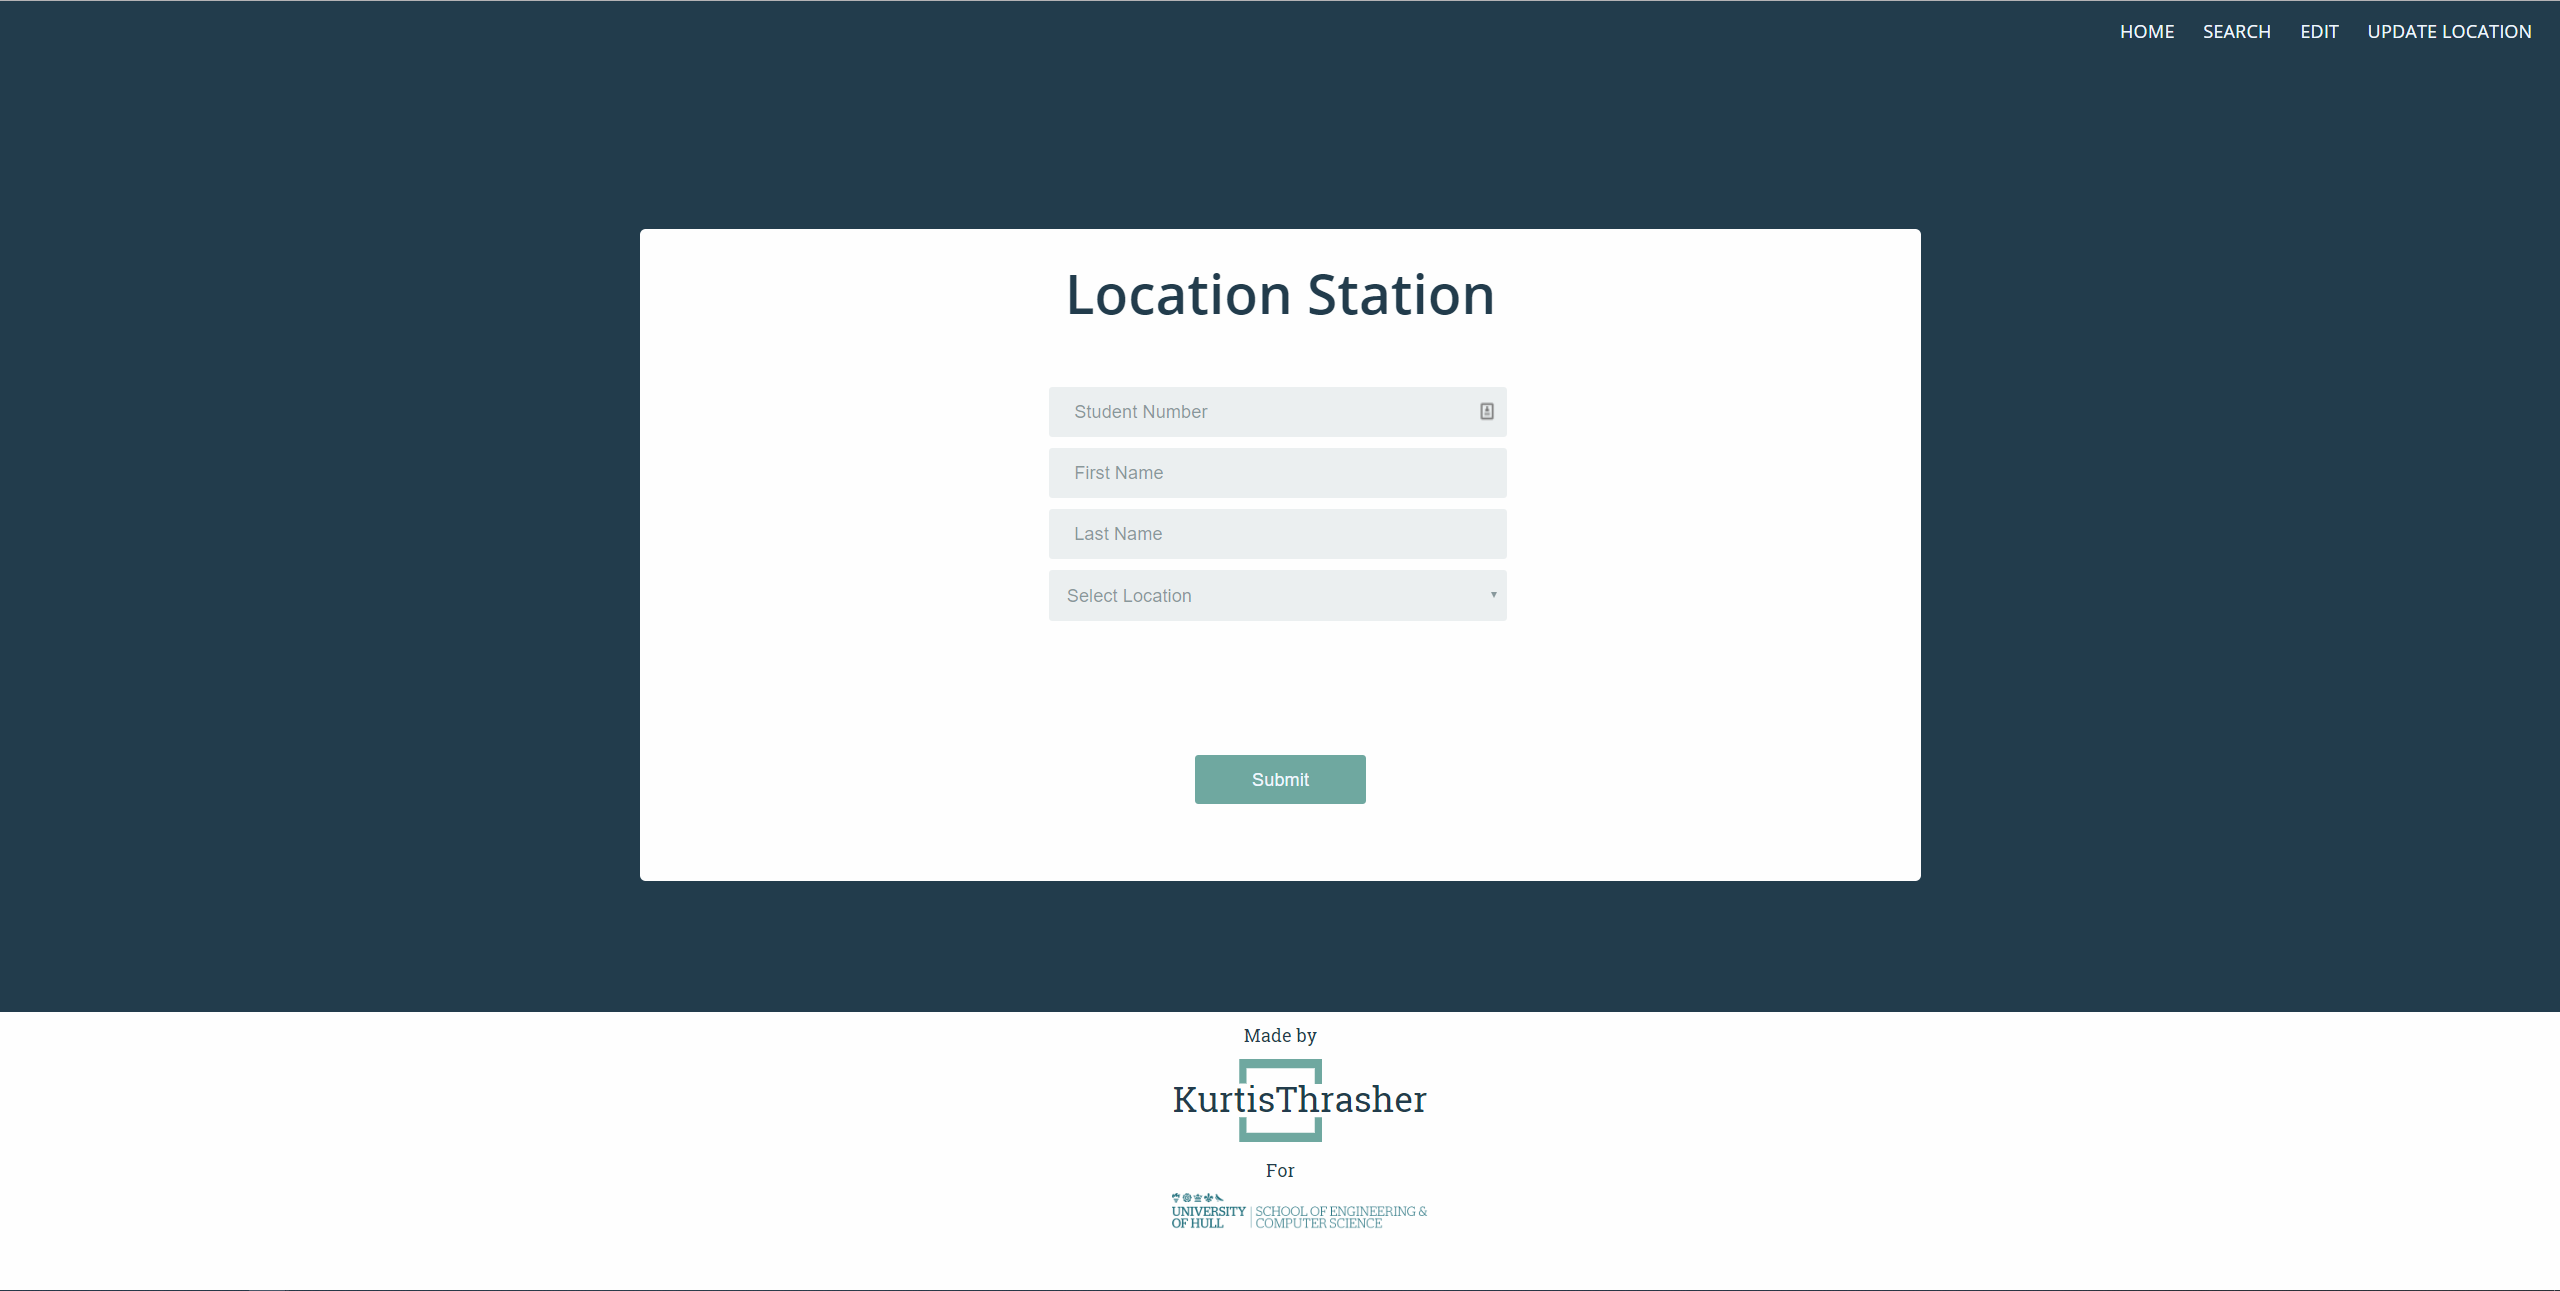 HOME SEARCH EDIT UPDATE LOCATION
Location Station
Student Number
First Name
Last Name
Select Location
Submit
Made by
KurtisThrasher
For
UNIVERSITY OF HULL
SCHOOL OF ENGINEERING & COMPUTER SCIENCE